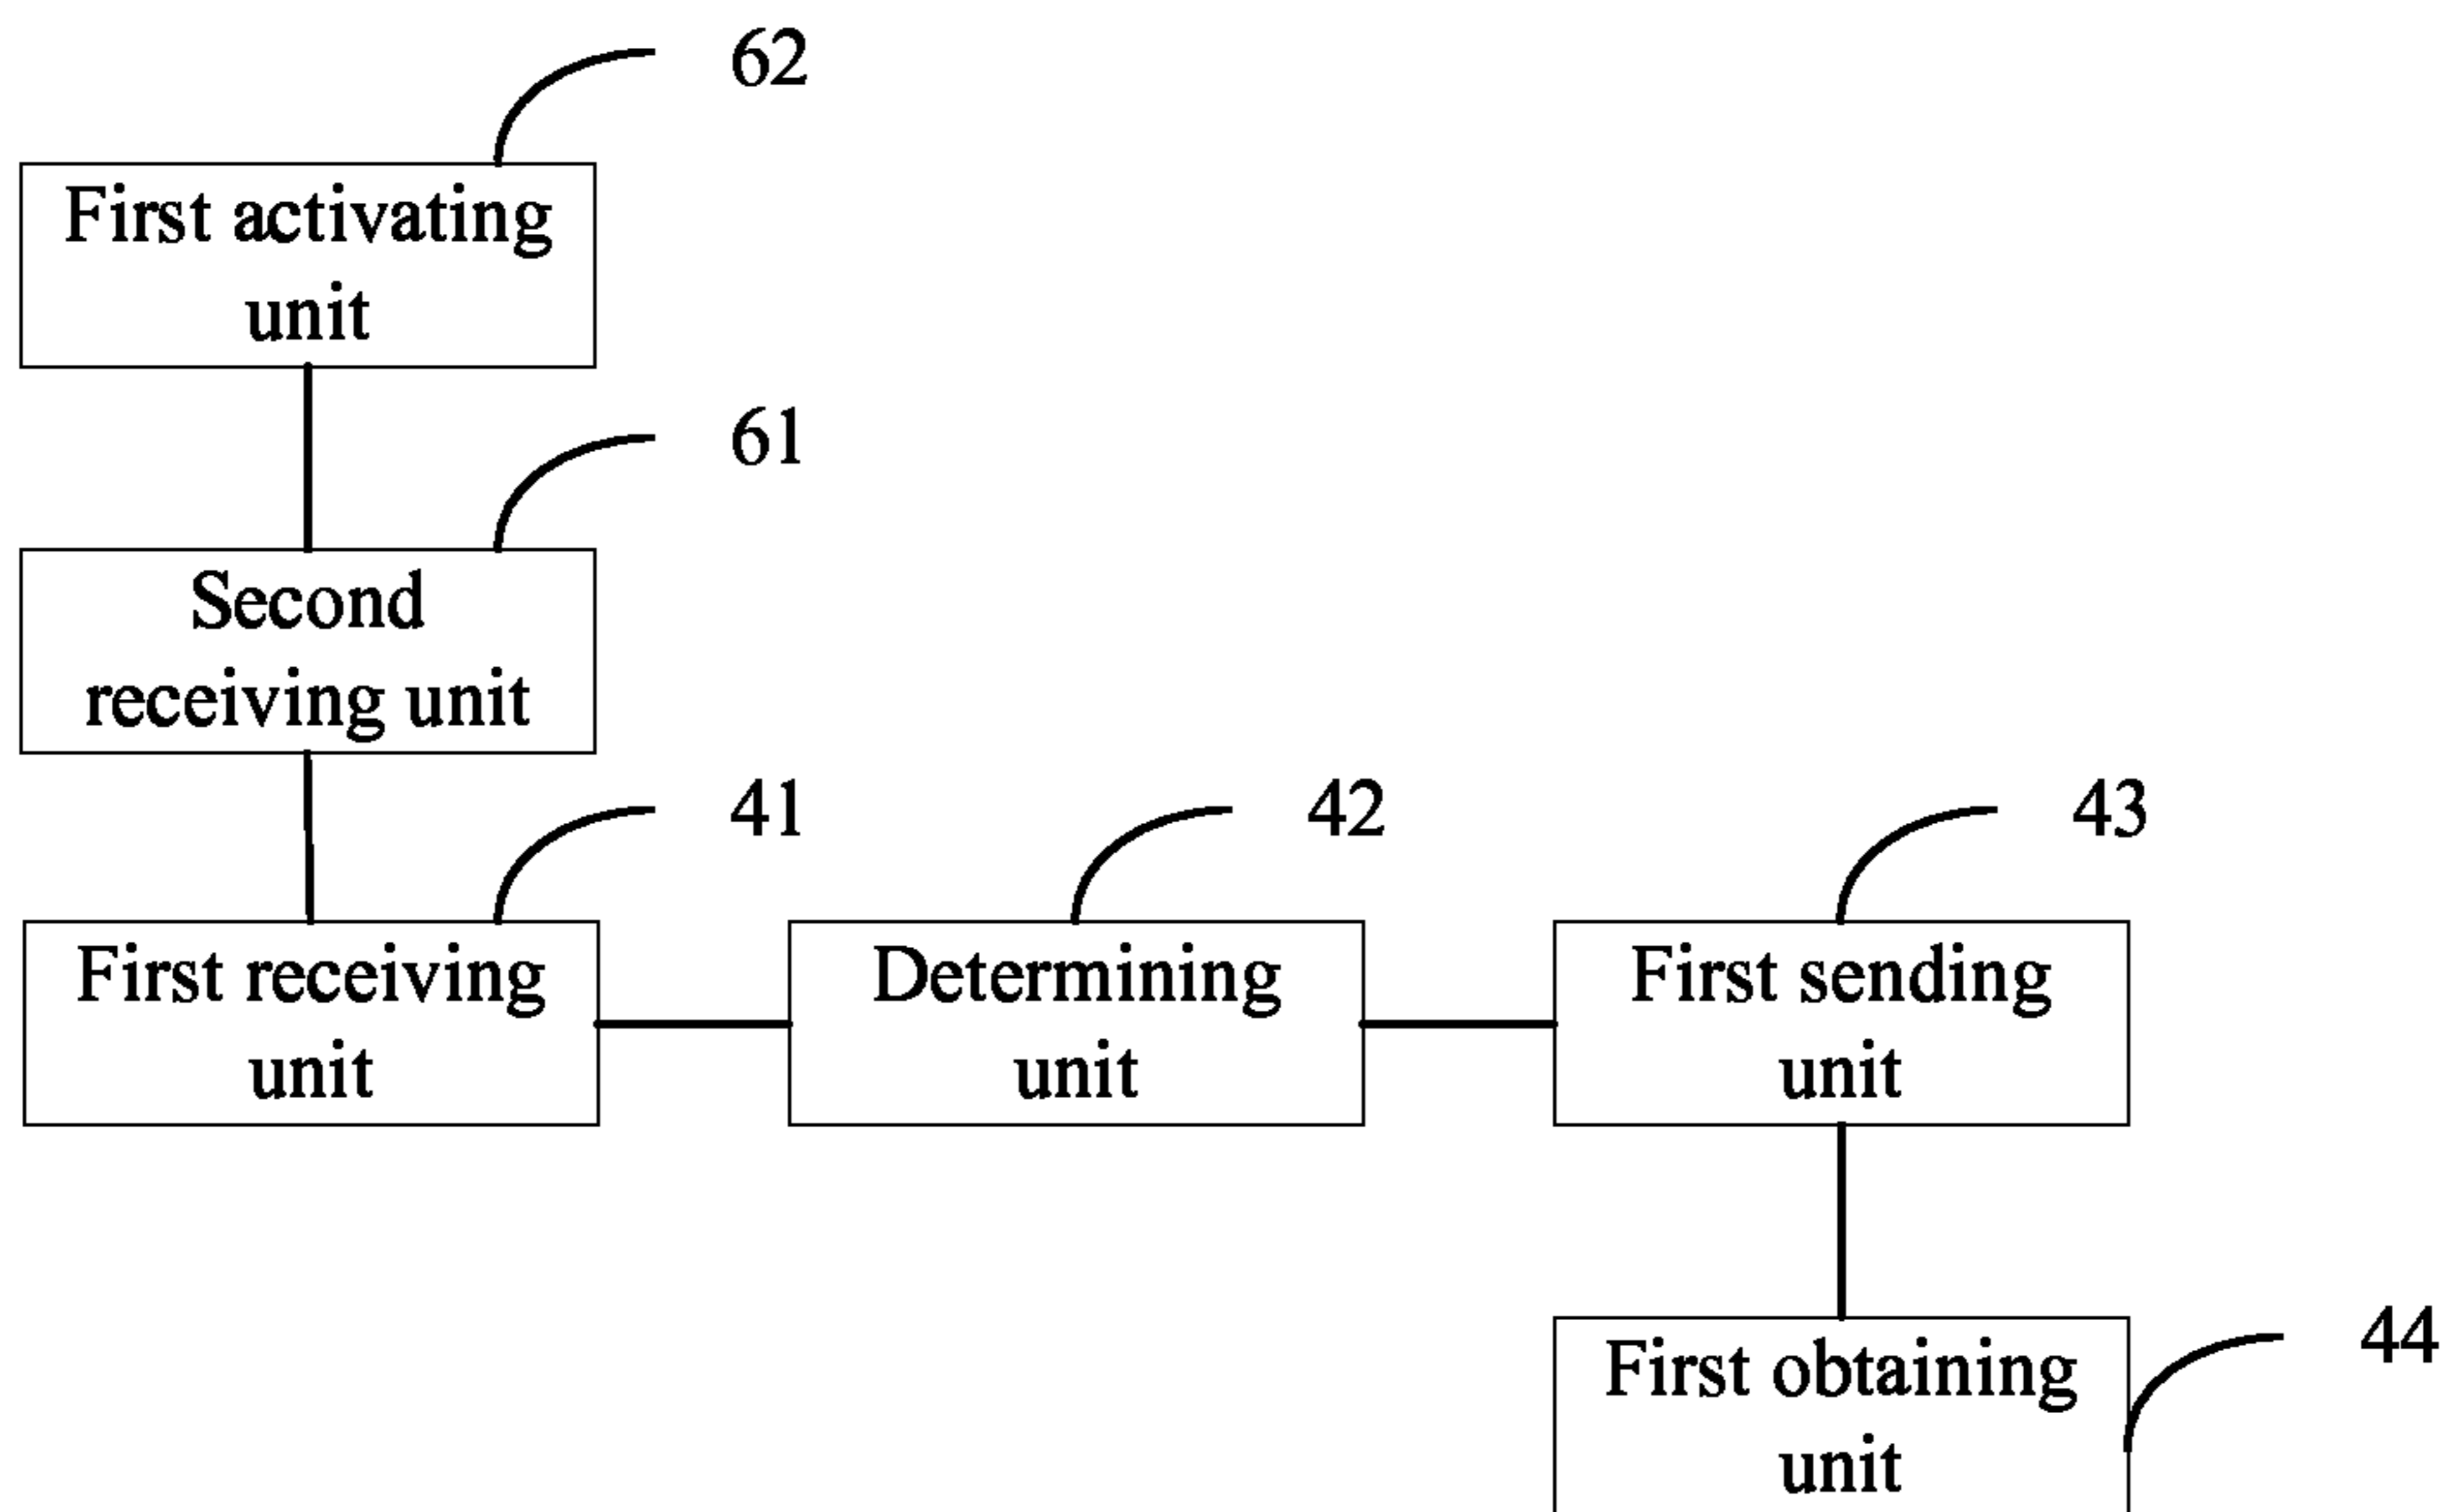 62
First activating
unit
61
Second
receiving unit
41
42
43
First receiving
unit
Determining
unit
First sending
unit
44
First obtaining
unit